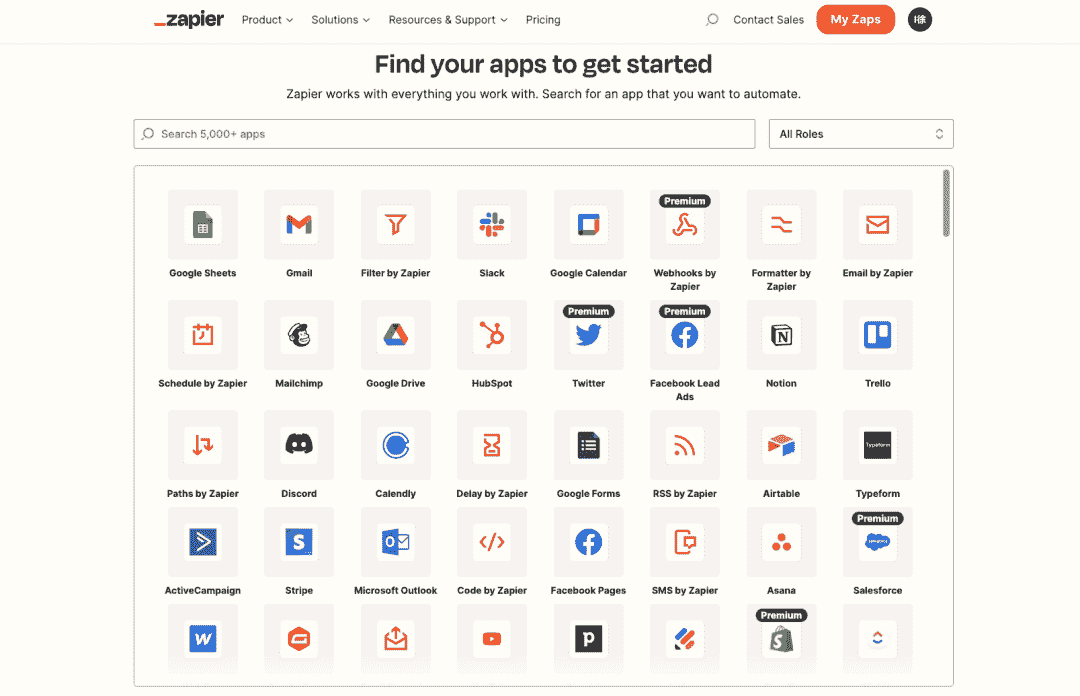 _zapier Product Solutions Resources & Support Pricing Contact Sales My Zaps
Find your apps to get started
Zapier works with everything you work with. Search for an app that you want to automate.
Search 5,000+ apps All Roles
Premium
Google Sheets Gmail Filter by Zapier Slack Google Calendar Webhooks by Formatter by Email by Zapier
Zapier Zapier
Premium Premium
Schedule by Zapier Mailchimp Google Drive HubSpot Twitter Facebook Lead Notion Trello
Ads
Typeform
Paths by Zapier Discord Calendly Delay by Zapier Google Forms RSS by Zapier Airtable Typeform
Premium
ActiveCampaign Stripe Microsoft Outlook Code by Zapier Facebook Pages SMS by Zapier Asana Salesforce
Premium